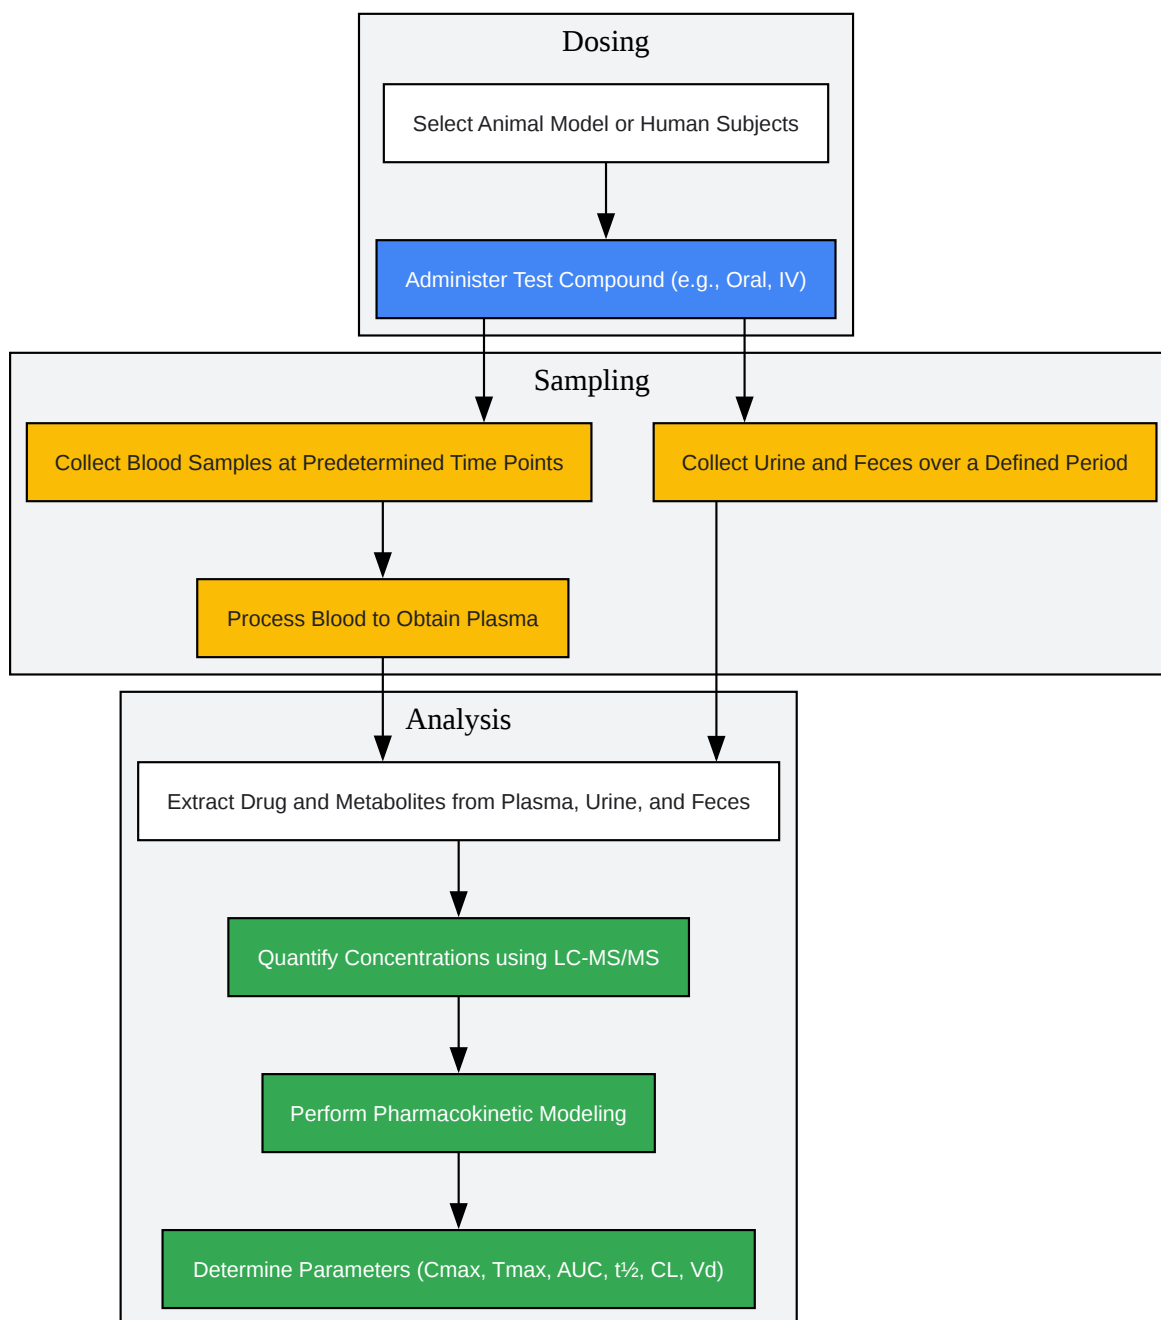 Dosing
Select Animal Model or Human Subjects
Administer Test Compound (e.g., Oral, IV)
Sampling
Collect Blood Samples at Predetermined Time Points
Collect Urine and Feces over a Defined Period
Process Blood to Obtain Plasma
Analysis
Extract Drug and Metabolites from Plasma, Urine, and Feces
Quantify Concentrations using LC-MS/MS
Perform Pharmacokinetic Modeling
Determine Parameters (Cmax, Tmax, AUC, t½, CL, Vd)